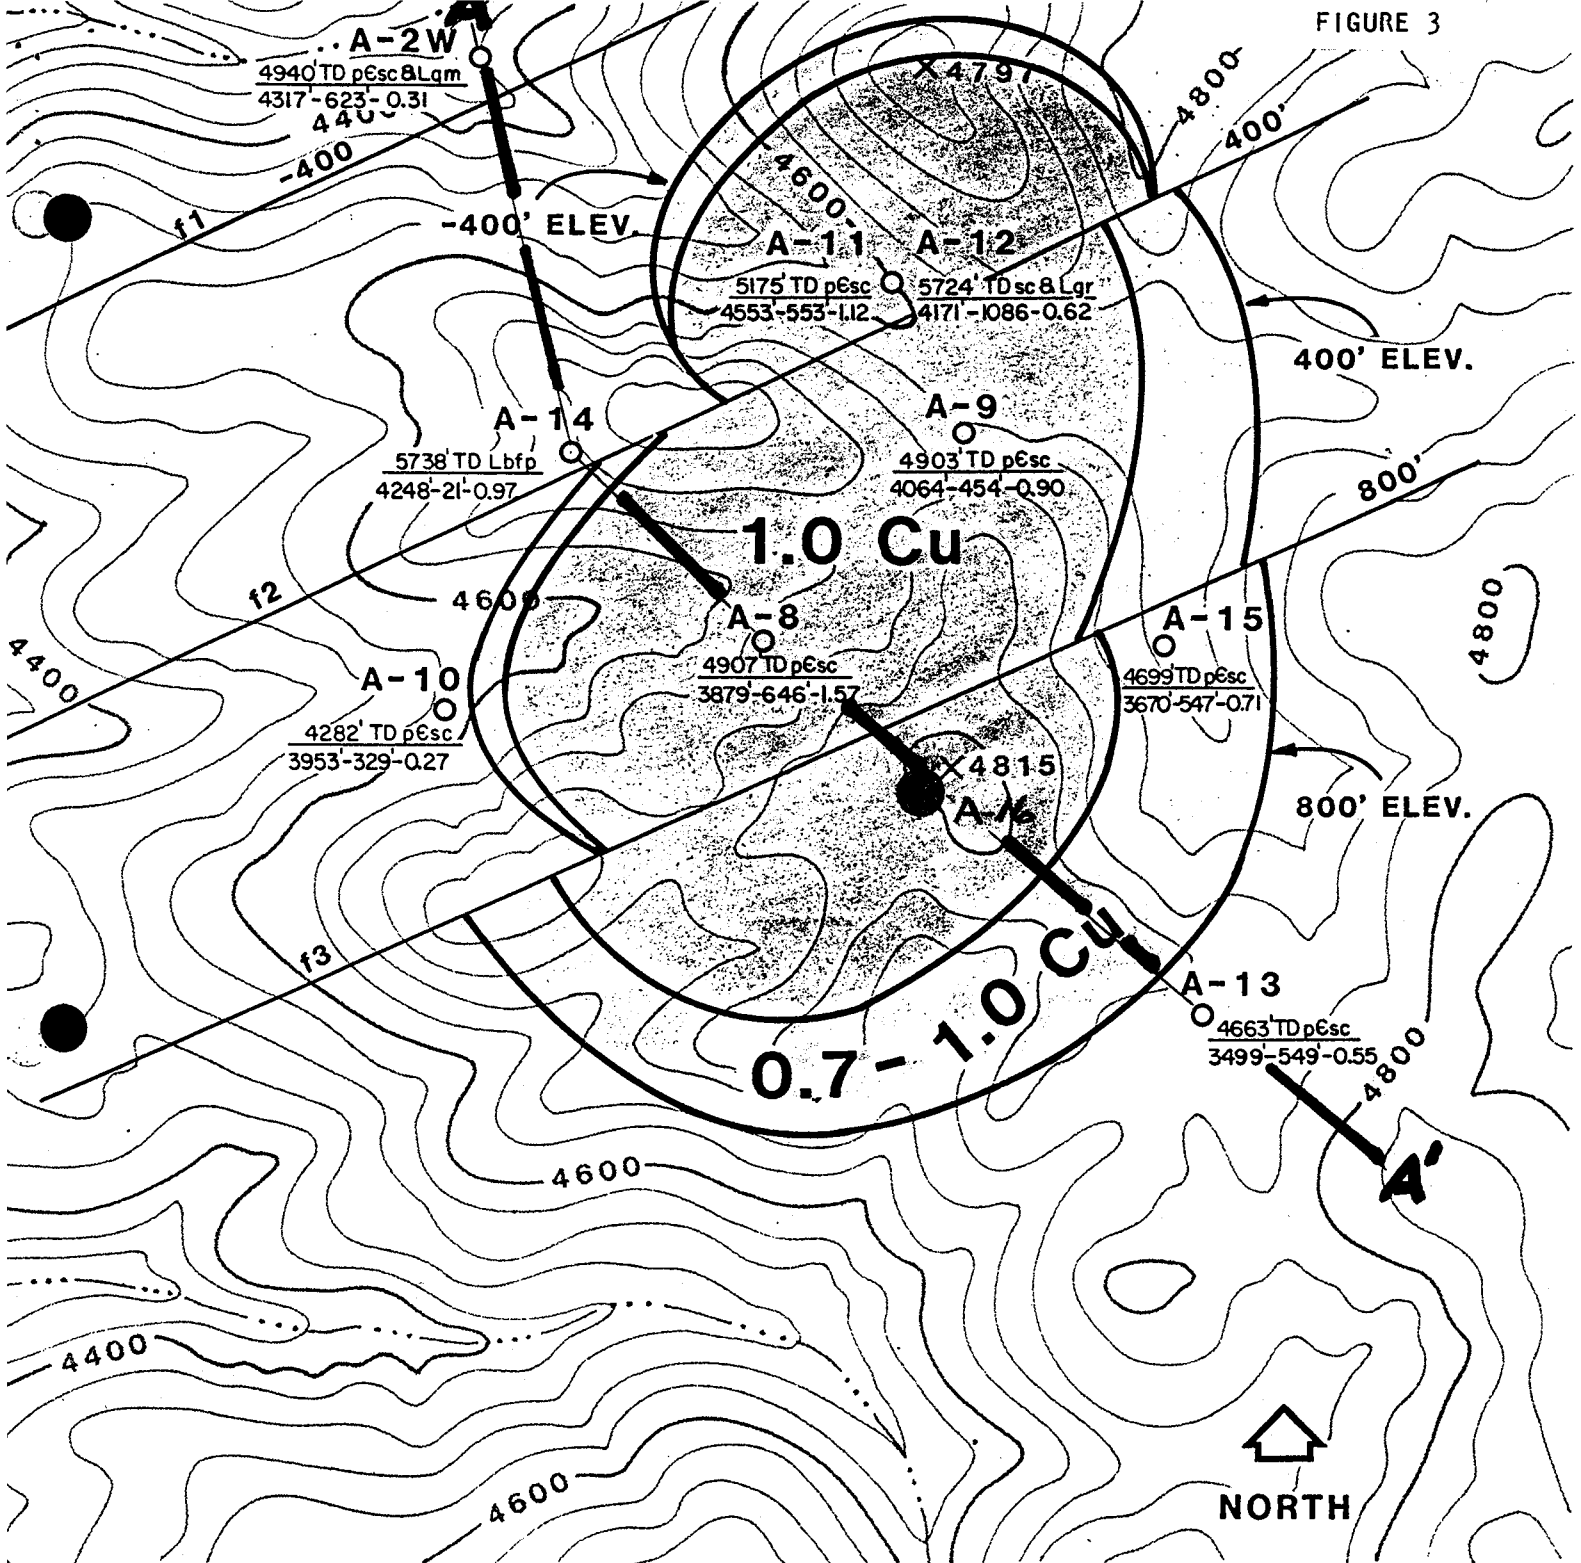 FIGURE 3
A
A-2W
4940' TD p€sc&Lqm
4317'-623'-0.31
4400
-400
f1
-400' ELEV.
X 4797
4800
400'
4600
A-11
5175' TD p€sc
4553'-553'-1.12
A-12
5724' TD sc & Lgr
4171'-1086'-0.62
400' ELEV.
A-14
5738' TD Lbfp
4248'-21'-0.97
A-9
4903' TD p€sc
4064'-454'-0.90
800'
1.0 Cu
f2
4600
A-8
4907' TD p€sc
3879'-646'-1.57
A-15
4699' TD p€sc
3670'-547'-0.71
4800
4400
A-10
4282' TD p€sc
3953'-329'-0.27
X 4815
A-16
800' ELEV.
f3
0.7-1.0 Cu
A-13
4663' TD p€sc
3499'-549'-0.55
4800
A'
4600
4400
4600
NORTH